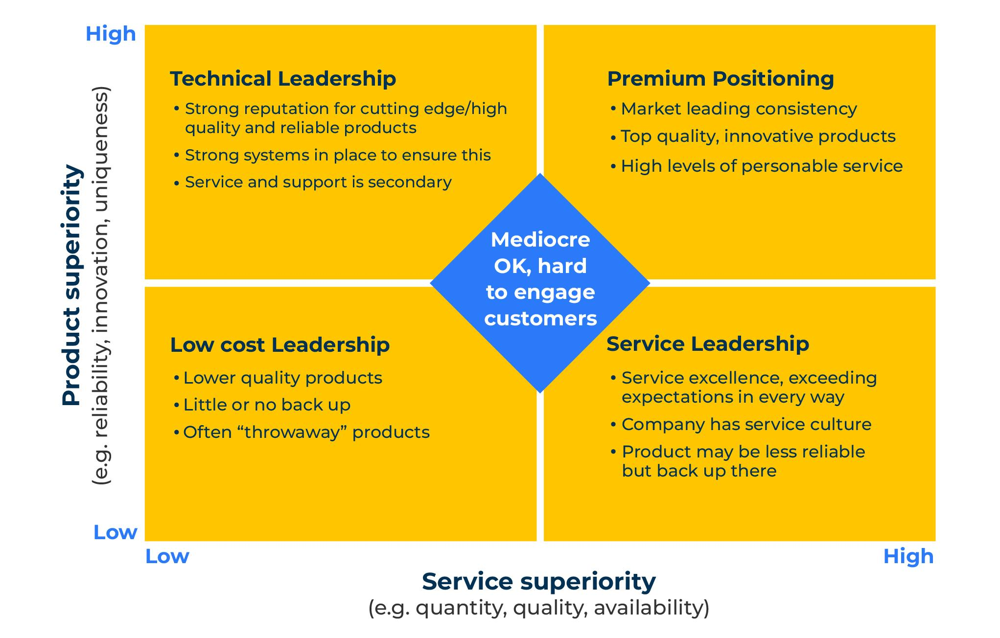 High
Product superiority
(e.g. reliability, innovation, uniqueness)
Technical Leadership
• Strong reputation for cutting edge/high
quality and reliable products
• Strong systems in place to ensure this
• Service and support is secondary
Premium Positioning
• Market leading consistency
• Top quality, innovative products
• High levels of personable service
Mediocre
OK, hard
to engage
customers
Low cost Leadership
• Lower quality products
• Little or no back up
• Often “throwaway” products
Service Leadership
• Service excellence, exceeding
expectations in every way
• Company has service culture
• Product may be less reliable
but back up there
Low
Low
High
Service superiority
(e.g. quantity, quality, availability)